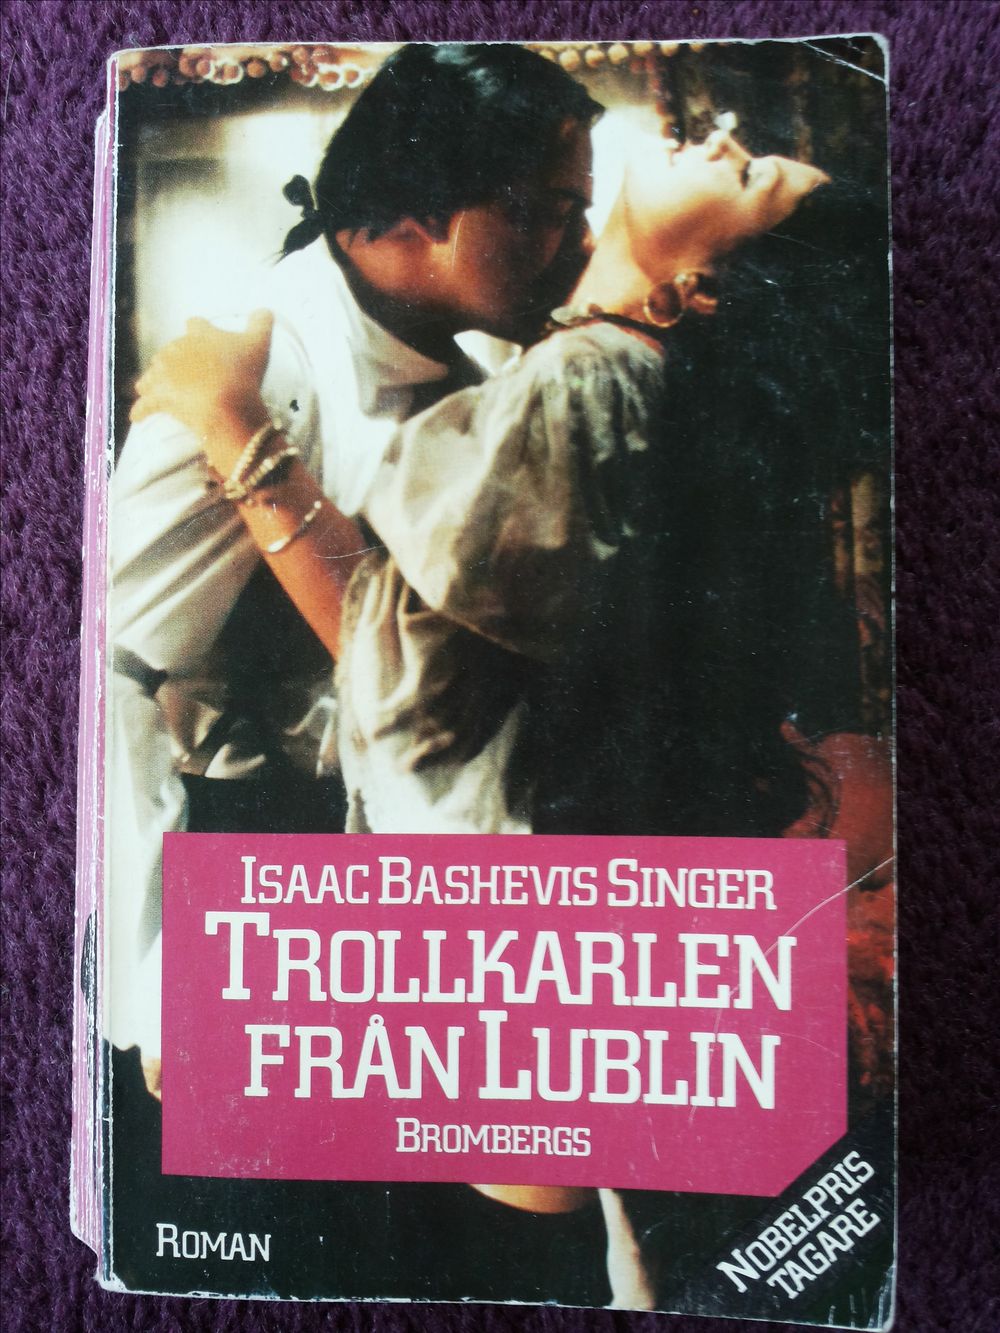 ISAAC BASHEVIS SINGER
TROLLKARLEN
FRÅN LUBLIN
BROMBERGS
ROMAN
NOBELPRIS
TAGARE